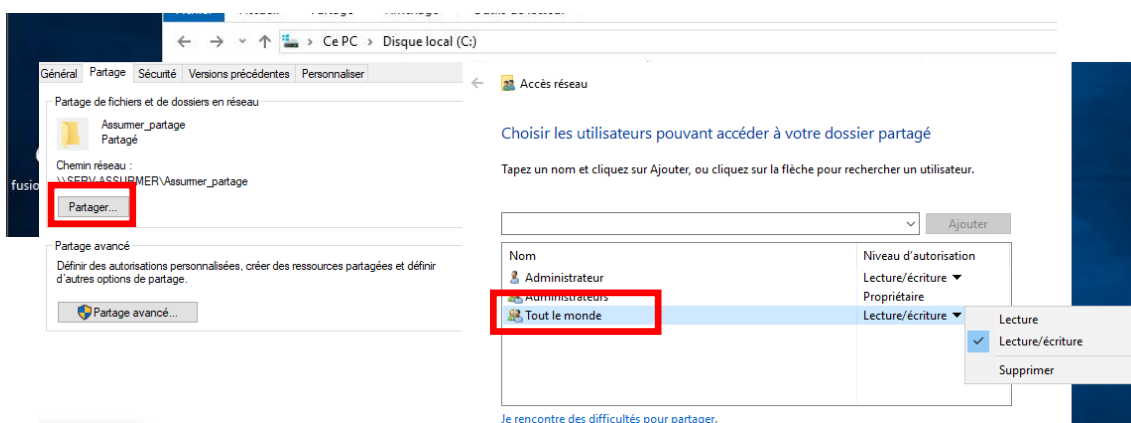 Ce PC > Disque local (C:)
Général Partage Sécurité Versions précédentes Personnaliser
Partage de fichiers et de dossiers en réseau
Assurmer_partage
Partagé
Chemin réseau :
\\SERV-ASSURMER\Assurmer_partage
Partager...
Partage avancé
Définir des autorisations personnalisées, créer des ressources partagées et définir
d'autres options de partage.
Partage avancé...
fusio
Accès réseau
Choisir les utilisateurs pouvant accéder à votre dossier partagé
Tapez un nom et cliquez sur Ajouter, ou cliquez sur la flèche pour rechercher un utilisateur.
Ajouter
Nom Niveau d'autorisation
Administrateur Lecture/écriture
Administrateurs Propriétaire
Tout le monde Lecture/écriture
Lecture
Lecture/écriture
Supprimer
Je rencontre des difficultés pour partager.